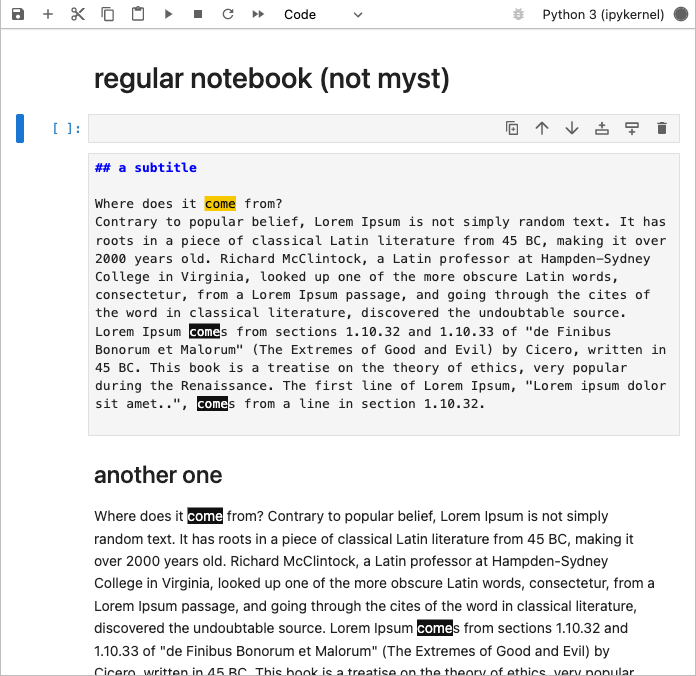 Code
Python 3 (ipykernel)
regular notebook (not myst)
[ ]:
## a subtitle
Where does it come from?
Contrary to popular belief, Lorem Ipsum is not simply random text. It has
roots in a piece of classical Latin literature from 45 BC, making it over
2000 years old. Richard McClintock, a Latin professor at Hampden-Sydney
College in Virginia, looked up one of the more obscure Latin words,
consectetur, from a Lorem Ipsum passage, and going through the cites of
the word in classical literature, discovered the undoubtable source.
Lorem Ipsum comes from sections 1.10.32 and 1.10.33 of "de Finibus
Bonorum et Malorum" (The Extremes of Good and Evil) by Cicero, written in
45 BC. This book is a treatise on the theory of ethics, very popular
during the Renaissance. The first line of Lorem Ipsum, "Lorem ipsum dolor
sit amet..", comes from a line in section 1.10.32.
another one
Where does it come from? Contrary to popular belief, Lorem Ipsum is not simply
random text. It has roots in a piece of classical Latin literature from 45 BC, making it
over 2000 years old. Richard McClintock, a Latin professor at Hampden-Sydney
College in Virginia, looked up one of the more obscure Latin words, consectetur, from a
Lorem Ipsum passage, and going through the cites of the word in classical literature,
discovered the undoubtable source. Lorem Ipsum comes from sections 1.10.32 and
1.10.33 of "de Finibus Bonorum et Malorum" (The Extremes of Good and Evil) by
Cicero, written in 45 BC. This book is a treatise on the theory of ethics, very popular